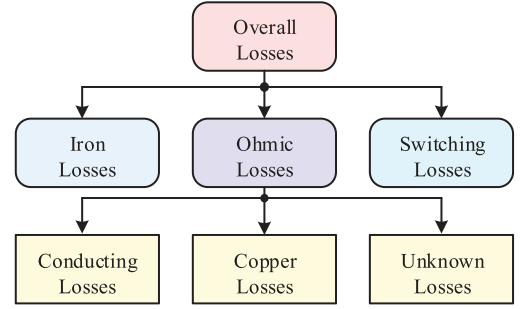 Overall
Losses
Iron
Losses
Ohmic
Losses
Switching
Losses
Conducting
Losses
Copper
Losses
Unknown
Losses